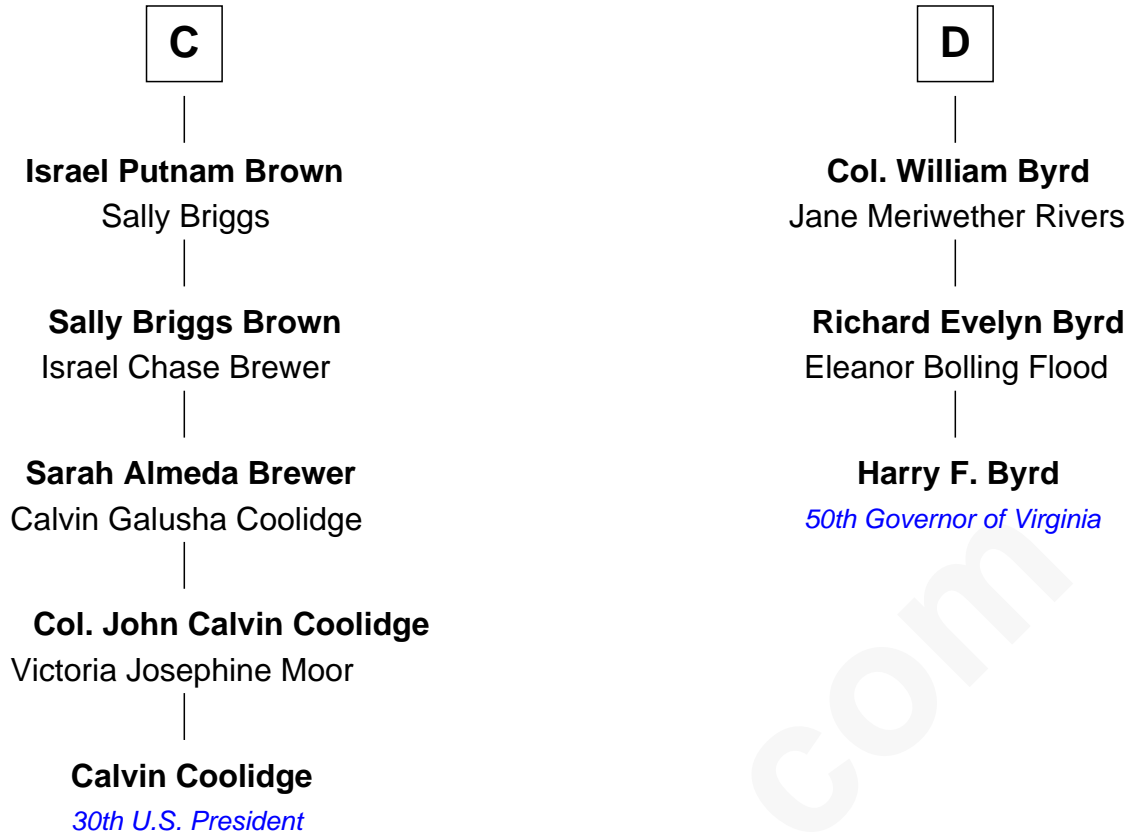 C
Israel Putnam Brown
Sally Briggs
Sally Briggs Brown
Israel Chase Brewer
Sarah Almeda Brewer
Calvin Galusha Coolidge
Col. John Calvin Coolidge
Victoria Josephine Moor
Calvin Coolidge
30th U.S. President
D
Col. William Byrd
Jane Meriwether Rivers
Richard Evelyn Byrd
Eleanor Bolling Flood
Harry F. Byrd
50th Governor of Virginia
com